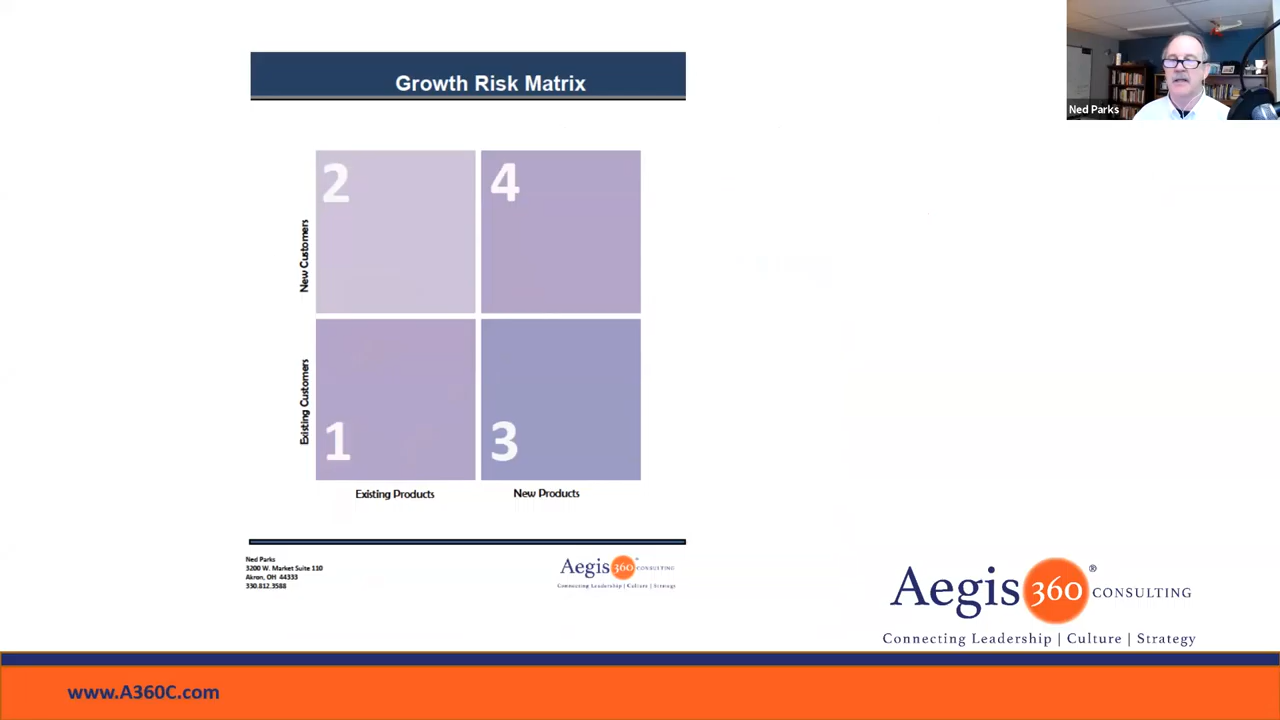 Growth Risk Matrix
Ned Parks
2
4
New Customers
Existing Customers
1
3
Existing Products
New Products
Ned Parks
3200 W. Market Suite 110
Akron, OH 44333
330.812.3588
Aegis 360 CONSULTING
Connecting Leadership | Culture | Strategy
Aegis 360® CONSULTING
Connecting Leadership | Culture | Strategy
www.A360C.com